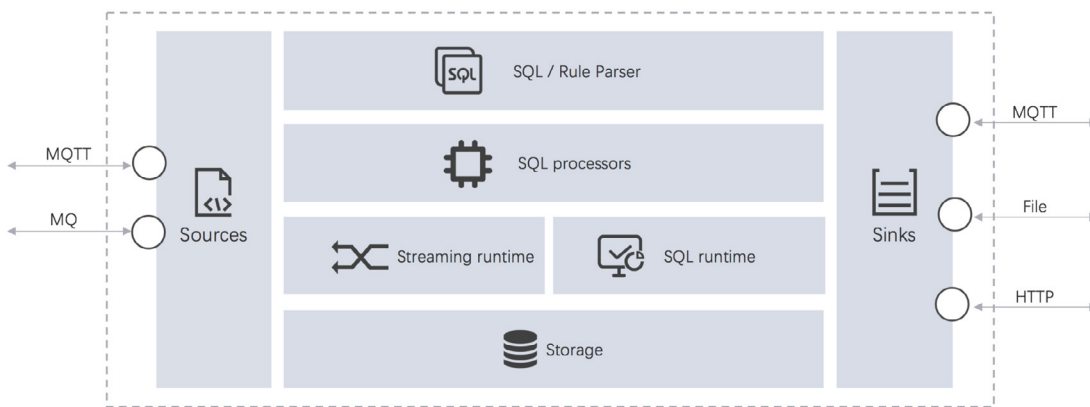 SQL
SQL / Rule Parser
MQTT
MQTT
SQL processors
MQ
Sources
Sinks
File
Streaming runtime
SQL runtime
HTTP
Storage